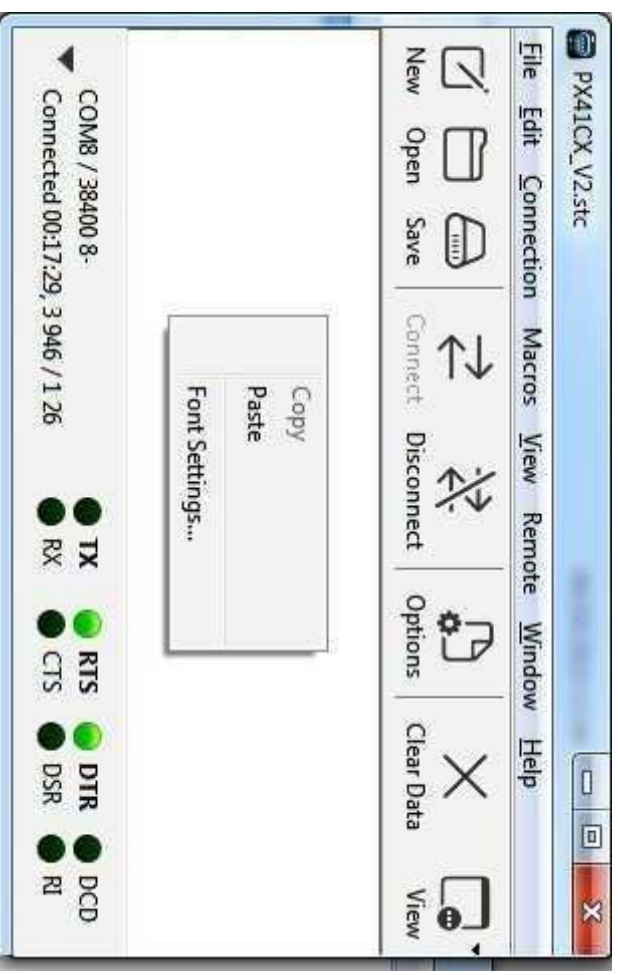 PX41CX_V2.stc
File Edit Connection Macros View Remote Window Help
New Open Save Connect Disconnect Options Clear Data View
Copy
Paste
Font Settings...
COM8 / 38400 8-
Connected 00:17:29, 3 946 / 1 26
TX RTS DTR DCD
RX CTS DSR RI